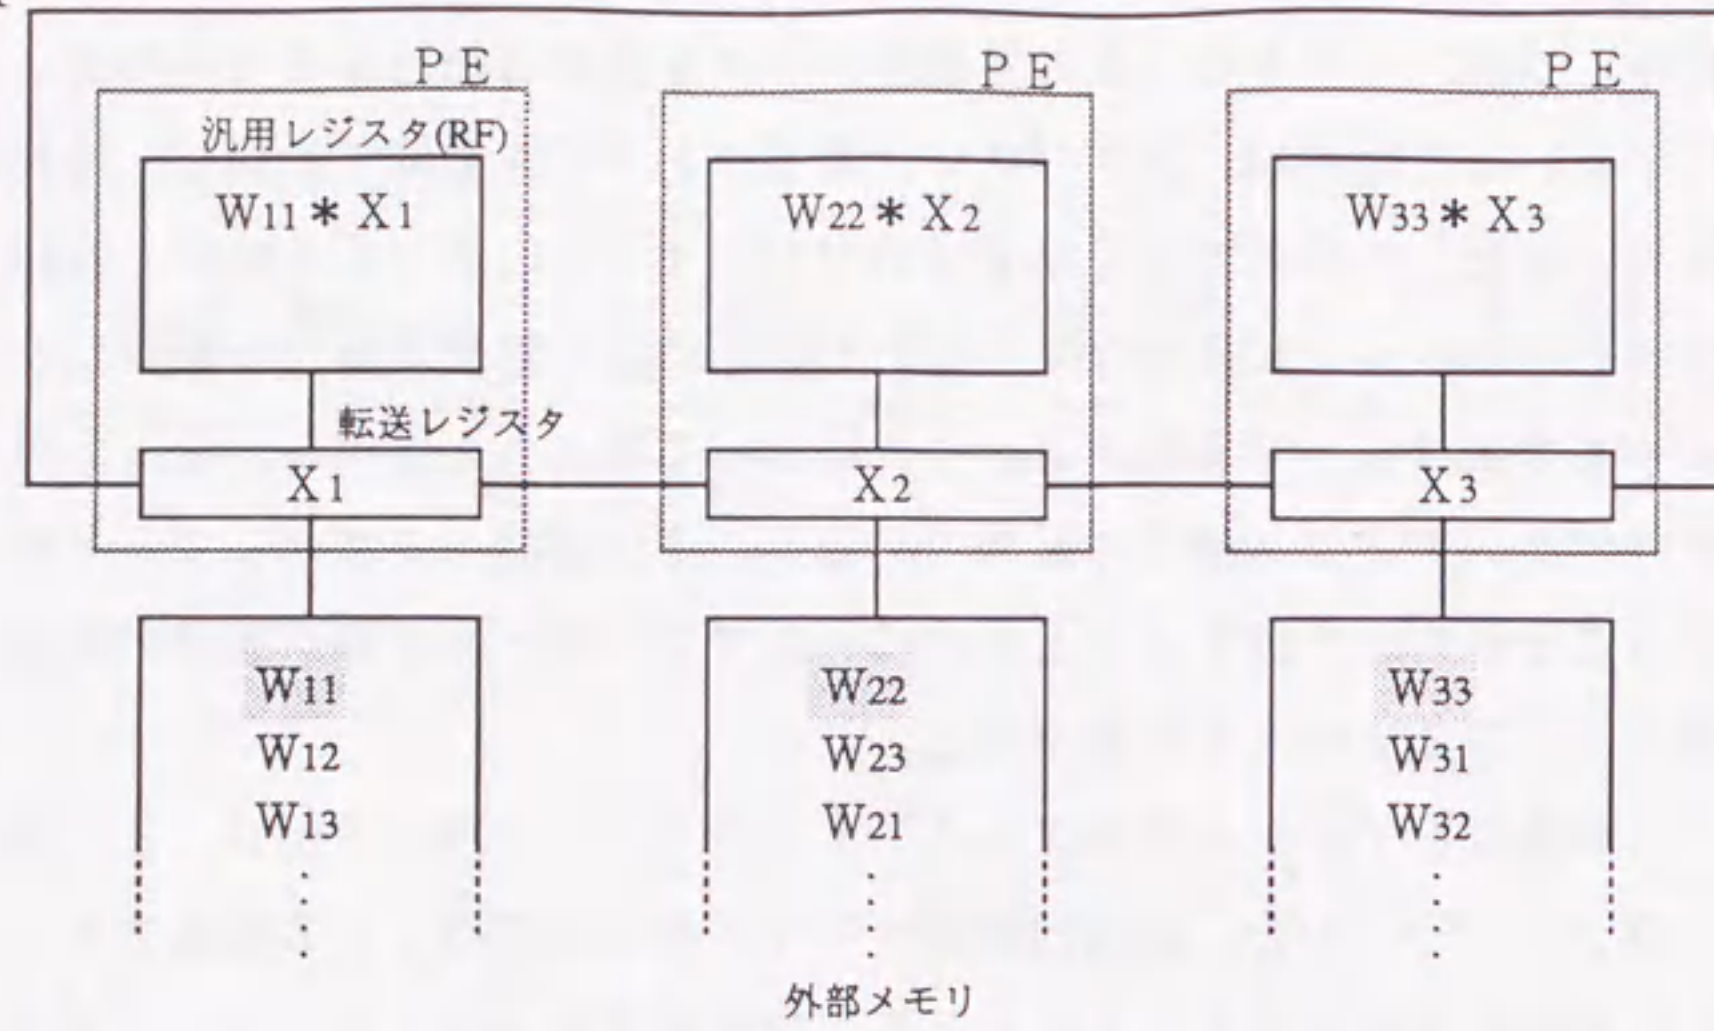 PE PE PE
汎用レジスタ(RF)
W11 * X1 W22 * X2 W33 * X3
転送レジスタ
X1 X2 X3
W11 W22 W33
W12 W23 W31
W13 W21 W32
外部メモリ